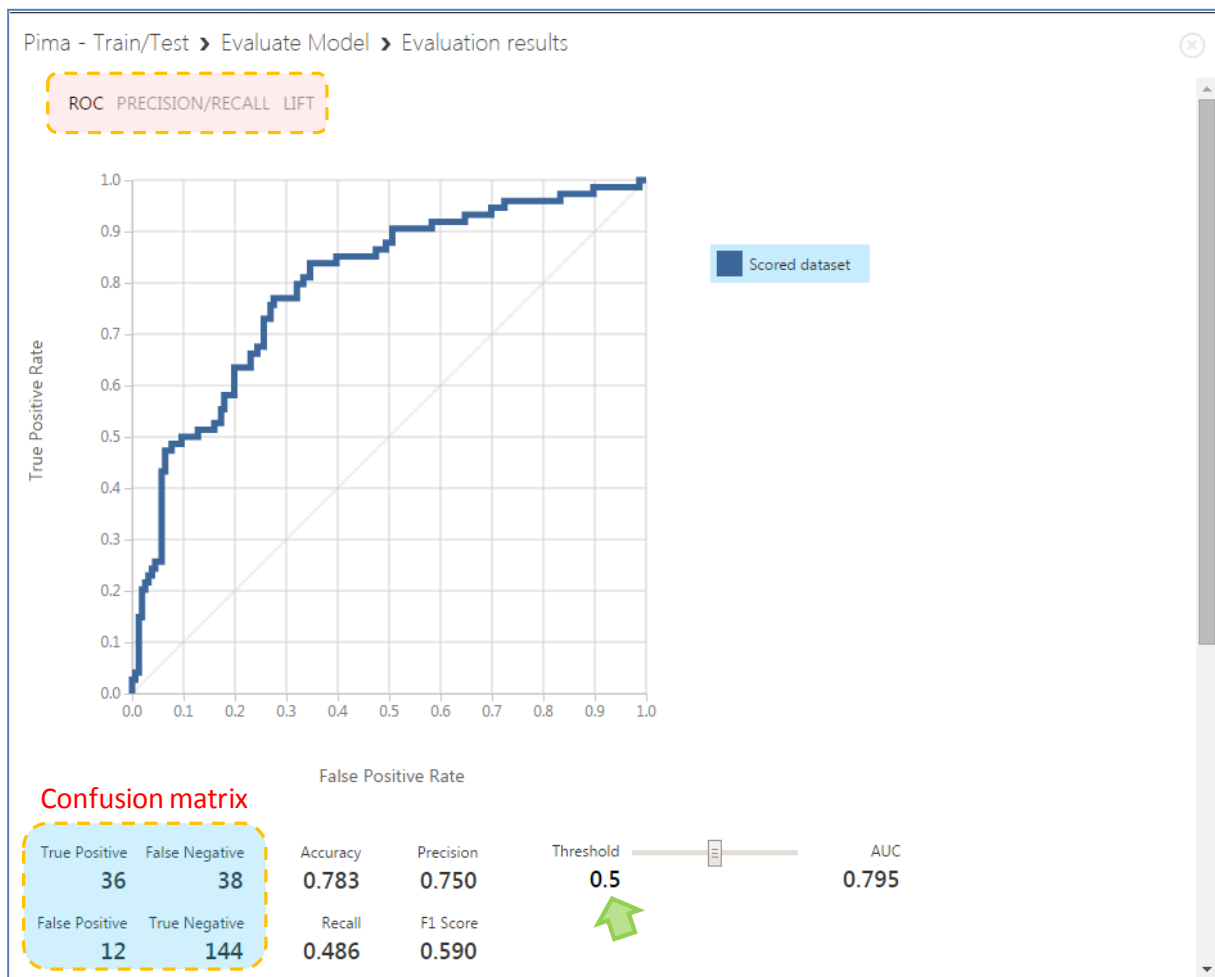 Pima - Train/Test > Evaluate Model > Evaluation results
ROC PRECISION/RECALL LIFT
1.0
0.9
0.8
0.7
0.6
0.5
0.4
0.3
0.2
0.1
0.0
True Positive Rate
Scored dataset
0.0 0.1 0.2 0.3 0.4 0.5 0.6 0.7 0.8 0.9 1.0
False Positive Rate
Confusion matrix
True Positive False Negative Accuracy Precision Threshold AUC
36 38 0.783 0.750 0.5 0.795
False Positive True Negative Recall F1 Score
12 144 0.486 0.590